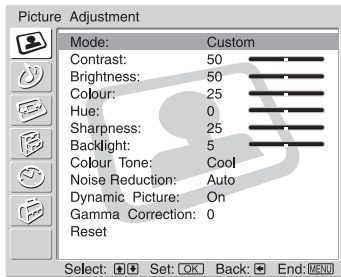 Picture Adjustment
Mode: Custom
Contrast: 50
Brightness: 50
Colour: 25
Hue: 0
Sharpness: 25
Backlight: 5
Colour Tone: Cool
Noise Reduction: Auto
Dynamic Picture: On
Gamma Correction: 0
Reset
Select: Set: OK Back: End: MENU